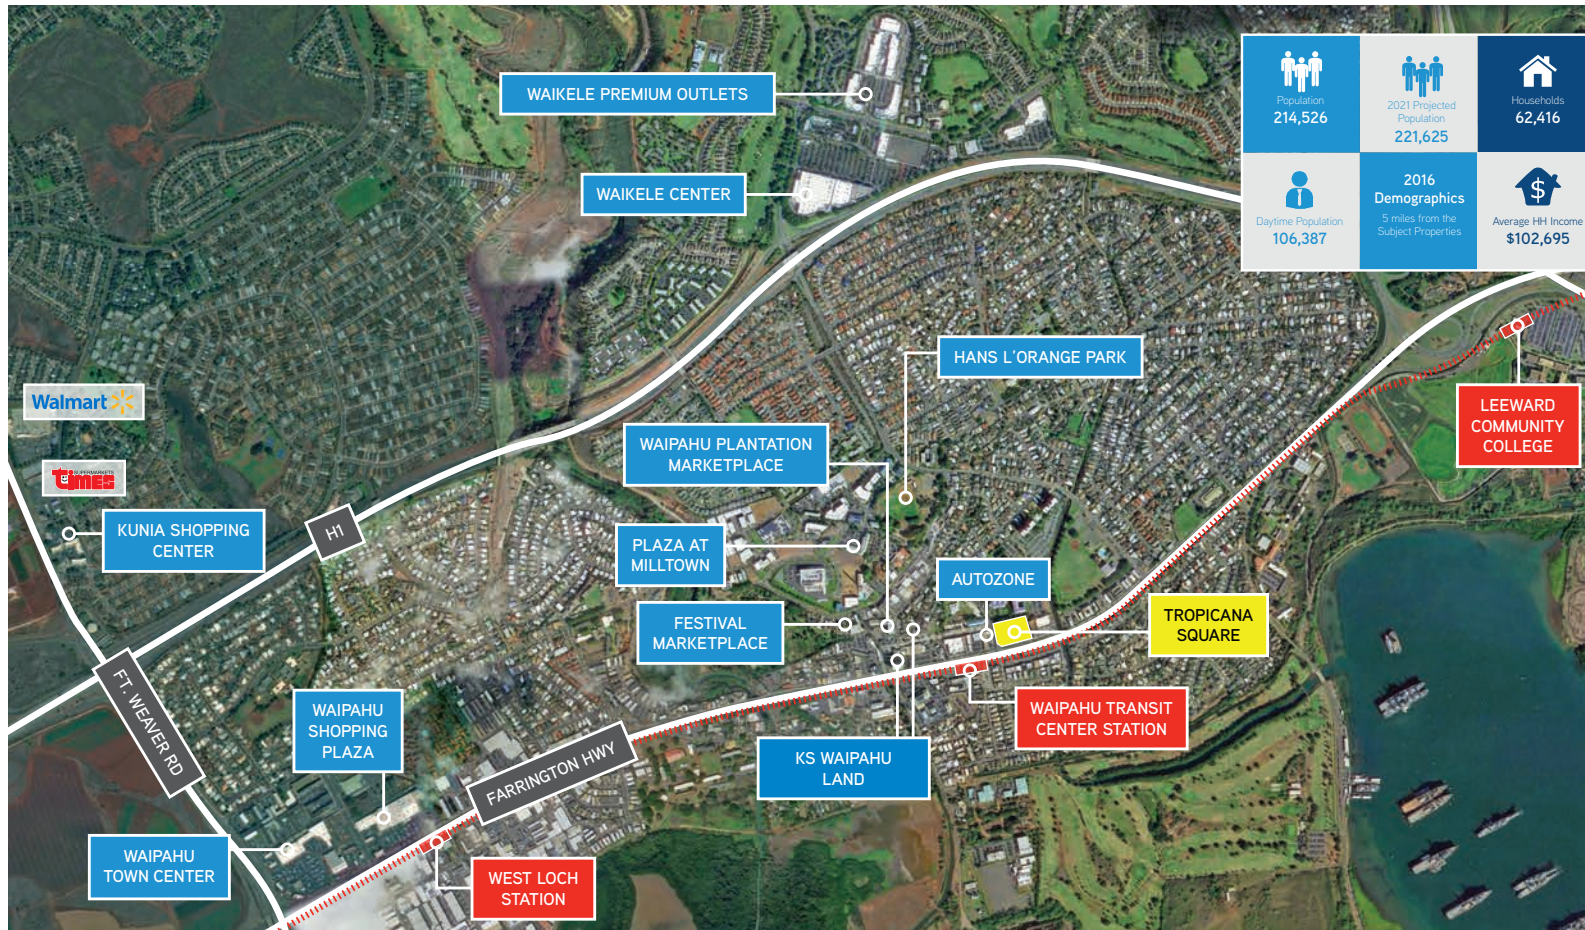 WAIKELE PREMIUM OUTLETS
WAIKELE CENTER
Population
214,526
2021 Projected
Population
221,625
Households
62,416
Daytime Population
106,387
2016
Demographics
5 miles from the
Subject Properties
Average HH Income
$102,695
HANS L'ORANGE PARK
Walmart
SUPERMARKETS
times
LEEWARD
COMMUNITY
COLLEGE
WAIPAHU PLANTATION
MARKETPLACE
KUNIA SHOPPING
CENTER
H1
PLAZA AT
MILLTOWN
AUTOZONE
FESTIVAL
MARKETPLACE
TROPICANA
SQUARE
FT. WEAVER RD
WAIPAHU
SHOPPING
PLAZA
FARRINGTON HWY
WAIPAHU TRANSIT
CENTER STATION
KS WAIPAHU
LAND
WAIPAHU
TOWN CENTER
WEST LOCH
STATION